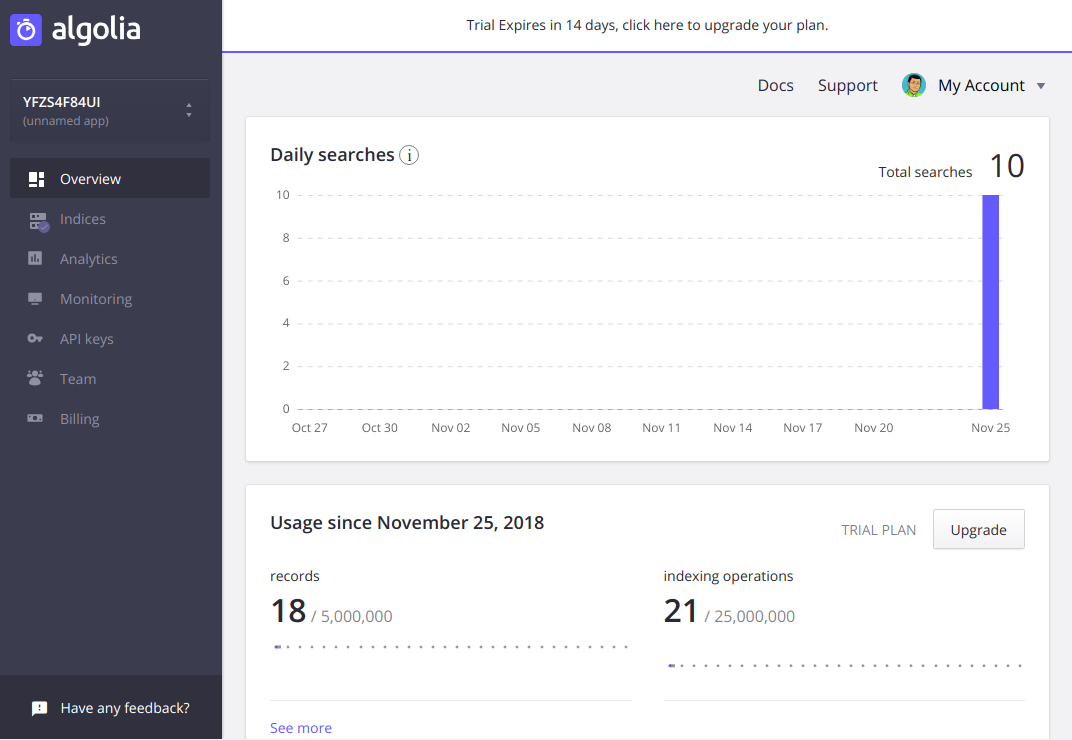 algolia
Trial Expires in 14 days, click here to upgrade your plan.
YFZS4F84UI
(unnamed app)
Overview
Indices
Analytics
Monitoring
API keys
Team
Billing
Have any feedback?
Docs Support My Account
Daily searches i
Total searches 10
10
8
6
4
2
0
Oct 27 Oct 30 Nov 02 Nov 05 Nov 08 Nov 11 Nov 14 Nov 17 Nov 20 Nov 25
Usage since November 25, 2018
TRIAL PLAN Upgrade
records
18 / 5,000,000
indexing operations
21 / 25,000,000
See more